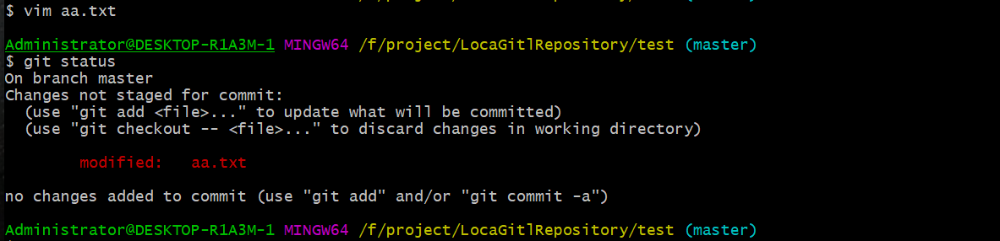 $ vim aa.txt
Administrator@DESKTOP-R1A3M-1 MINGW64 /f/project/LocaGitlRepository/test (master)
$ git status
On branch master
Changes not staged for commit:
  (use "git add <file>..." to update what will be committed)
  (use "git checkout -- <file>..." to discard changes in working directory)
        modified:   aa.txt
no changes added to commit (use "git add" and/or "git commit -a")
Administrator@DESKTOP-R1A3M-1 MINGW64 /f/project/LocaGitlRepository/test (master)